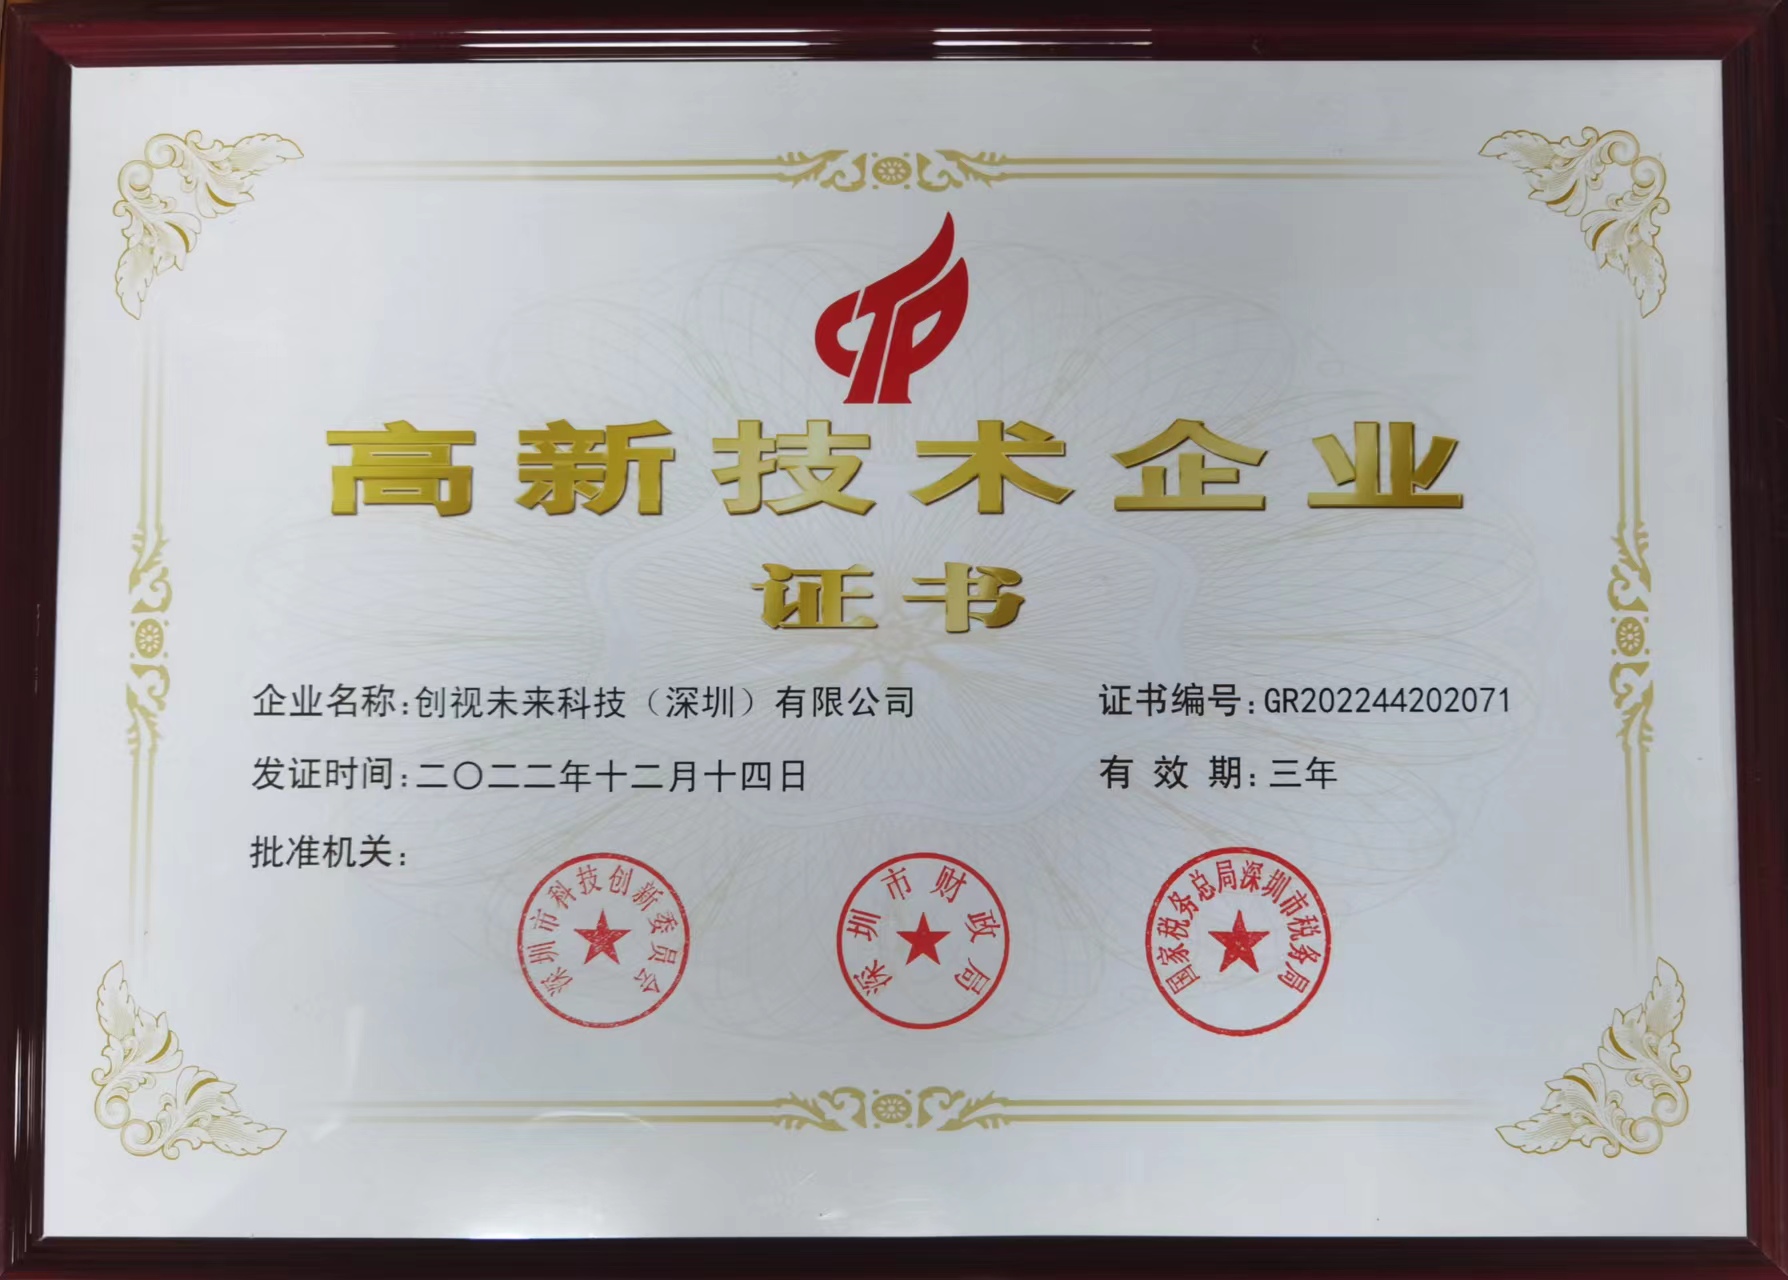 CTP
高新技术企业
证书
企业名称:创视未来科技（深圳）有限公司
证书编号:GR202244202071
发证时间:二〇二二年十二月十四日
有效期:三年
批准机关:
深圳市科技创新委员会
深圳市财政局
国家税务总局深圳市税务局